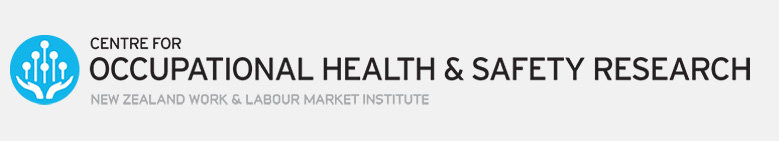 CENTRE FOR
OCCUPATIONAL HEALTH & SAFETY RESEARCH
NEW ZEALAND WORK & LABOUR MARKET INSTITUTE